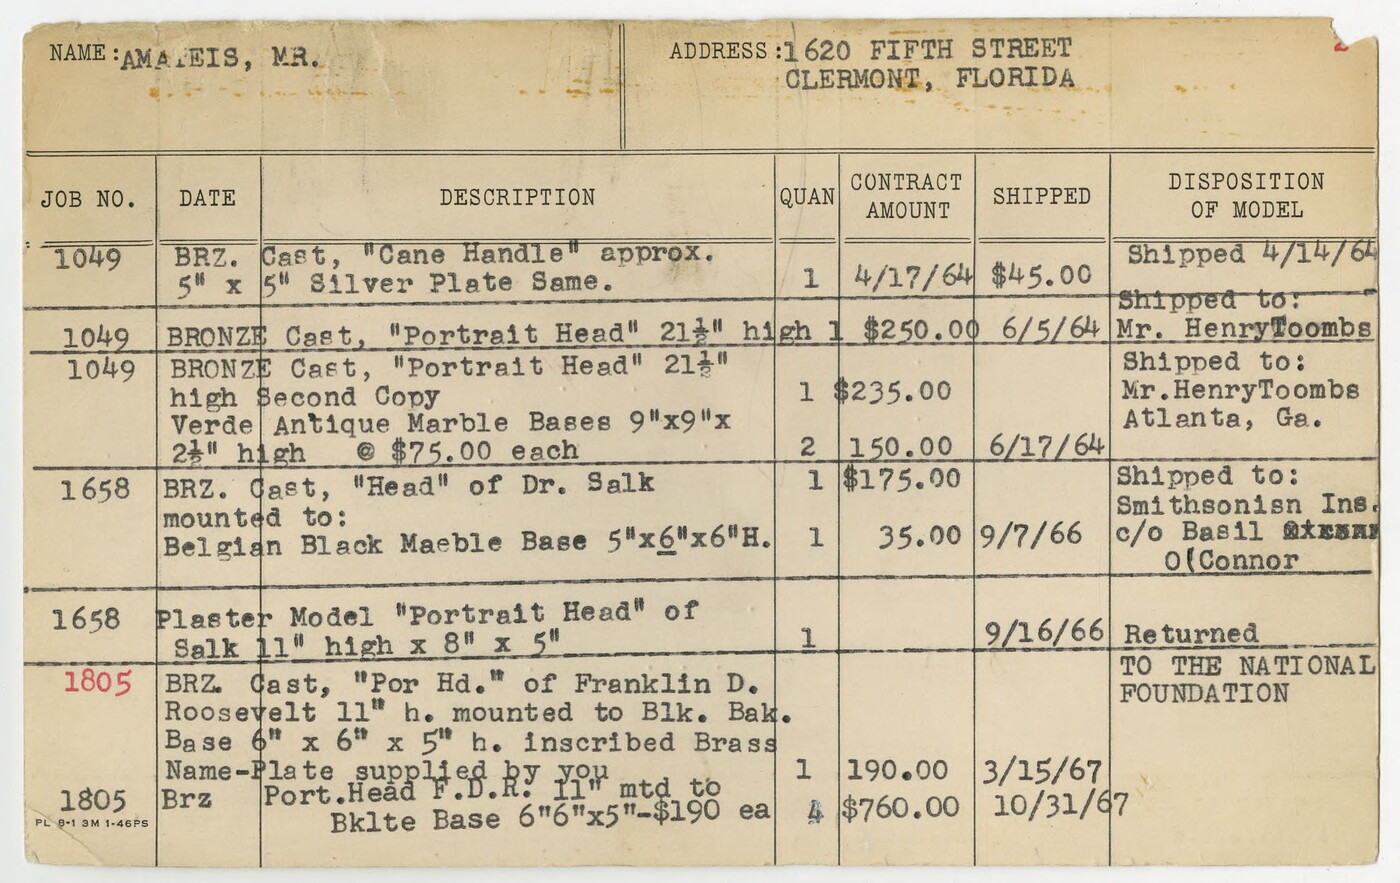 NAME: AMATEIS, MR.
ADDRESS: 1620 FIFTH STREET
CLERMONT, FLORIDA
JOB NO. DATE DESCRIPTION QUAN CONTRACT AMOUNT SHIPPED DISPOSITION OF MODEL
1049 BRZ. Cast, "Cane Handle" approx. Shipped 4/14/64
5" x 5" Silver Plate Same. 1 4/17/64 $45.00
Shipped to:
1049 BRONZE Cast, "Portrait Head" 21½" high 1 $250.00 6/5/64 Mr. HenryToombs
1049 BRONZE Cast, "Portrait Head" 21½" Shipped to:
high Second Copy 1 $235.00 Mr.HenryToombs
Verde Antique Marble Bases 9"x9"x Atlanta, Ga.
2½" high @ $75.00 each 2 150.00 6/17/64
1658 BRZ. Cast, "Head" of Dr. Salk 1 $175.00 Shipped to:
mounted to: Smithsonisn Ins.
Belgian Black Maeble Base 5"x6"x6"H. 1 35.00 9/7/66 c/o Basil
O(Connor
1658 Plaster Model "Portrait Head" of
Salk 11" high x 8" x 5" 1 9/16/66 Returned
TO THE NATIONAL
1805 BRZ. Cast, "Por Hd." of Franklin D. FOUNDATION
Roosevelt 11" h. mounted to Blk. Bak.
Base 6" x 6" x 5" h. inscribed Brass
Name-Plate supplied by you 1 190.00 3/15/67
1805 Brz Port.Head F.D.R. 11" mtd to 4 $760.00 10/31/67
Bklte Base 6"6"x5"-$190 ea
PL 8-1 3M 1-46PS